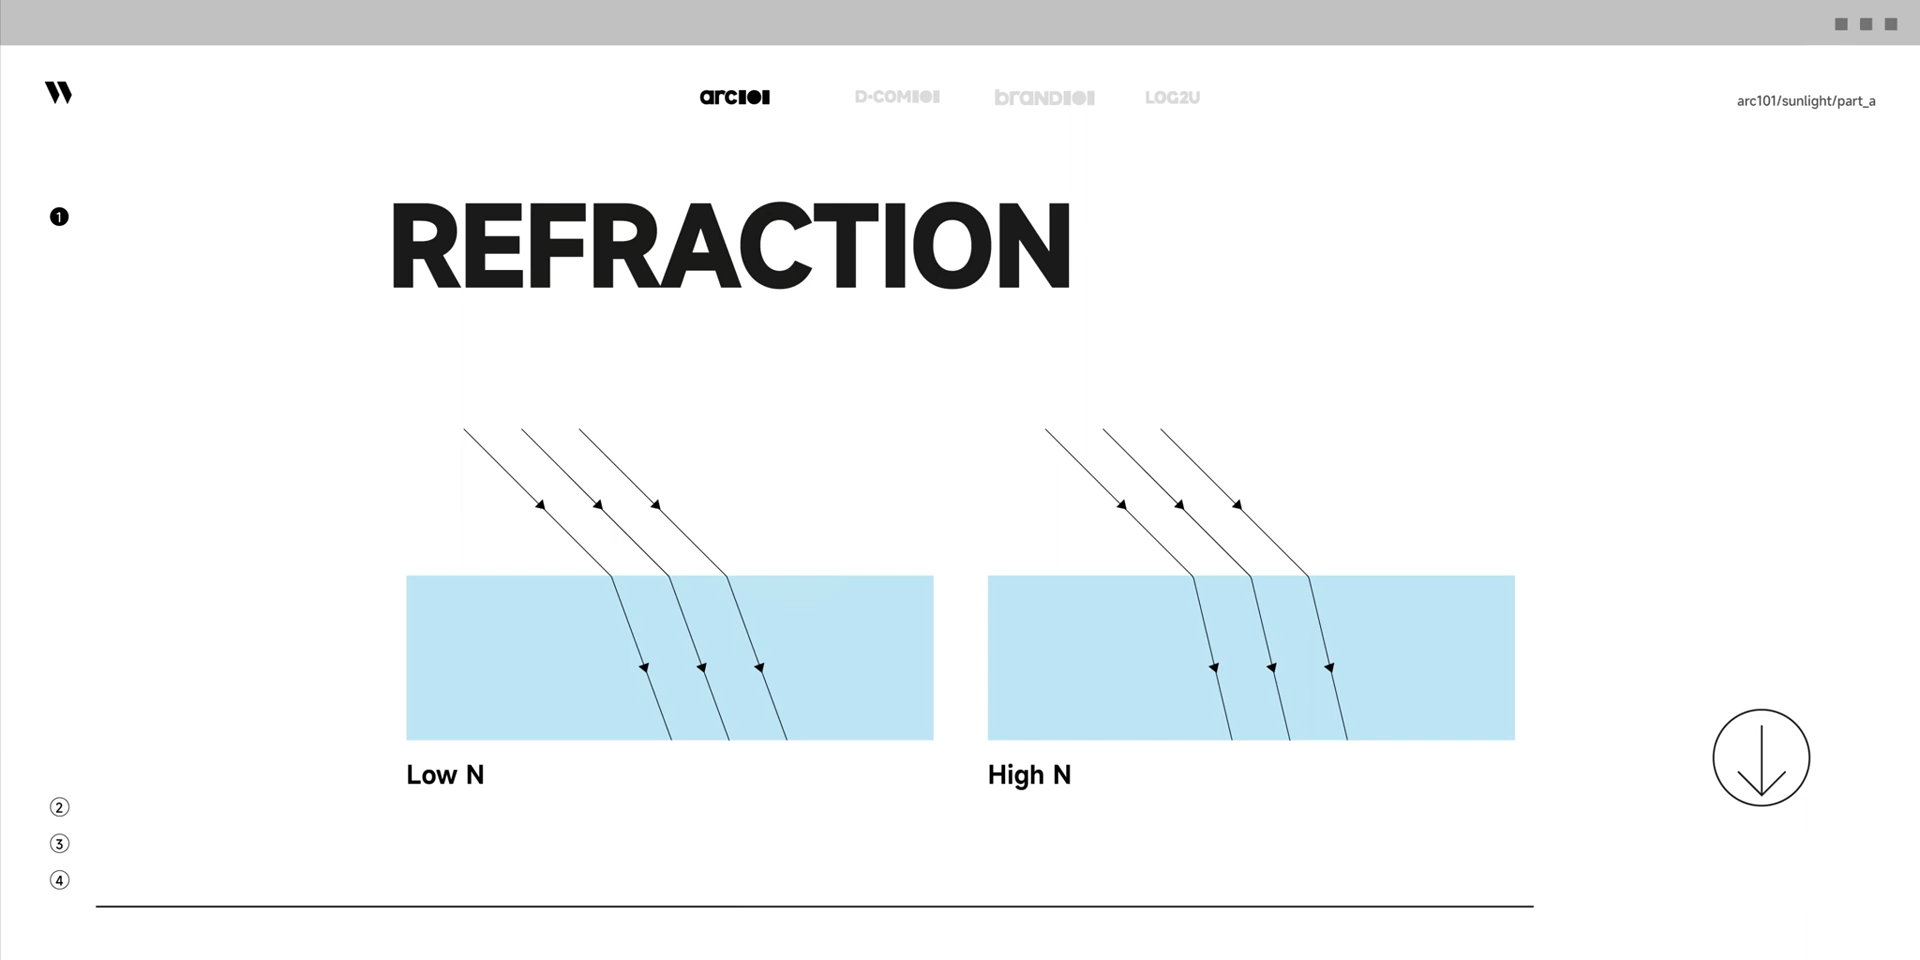 arc101
D·COM101
braND101
LOG2U
arc101/sunlight/part_a
1
REFRACTION
Low N
High N
2
3
4